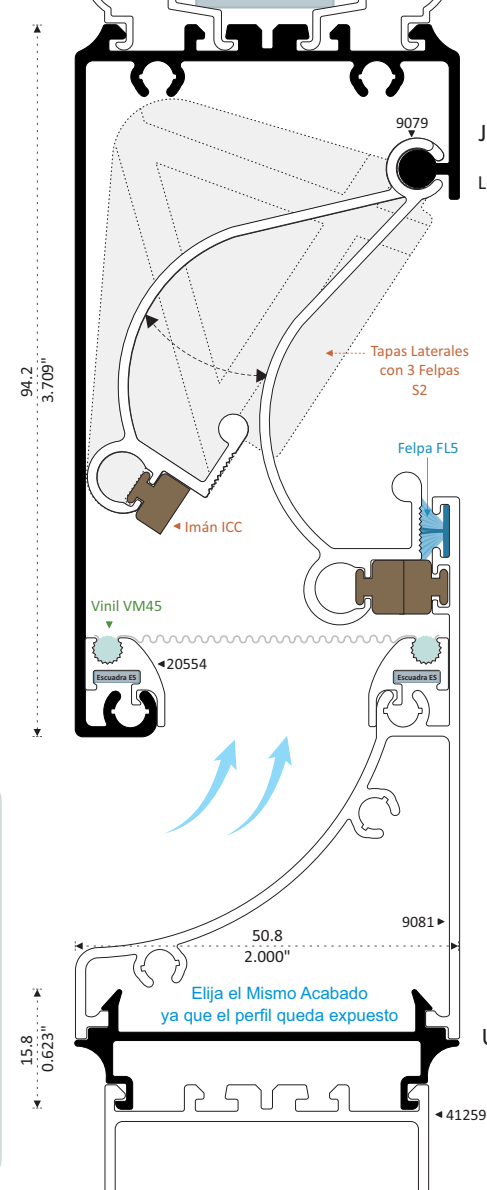 9079
J
L
94.2
3.709"
Tapas Laterales
con 3 Felpas
S2
Felpa FL5
Imán ICC
Vinil VM45
20554
Escuadra E5
Escuadra E5
9081
50.8
2.000"
Elija el Mismo Acabado
ya que el perfil queda expuesto
15.8
0.623"
U
41259